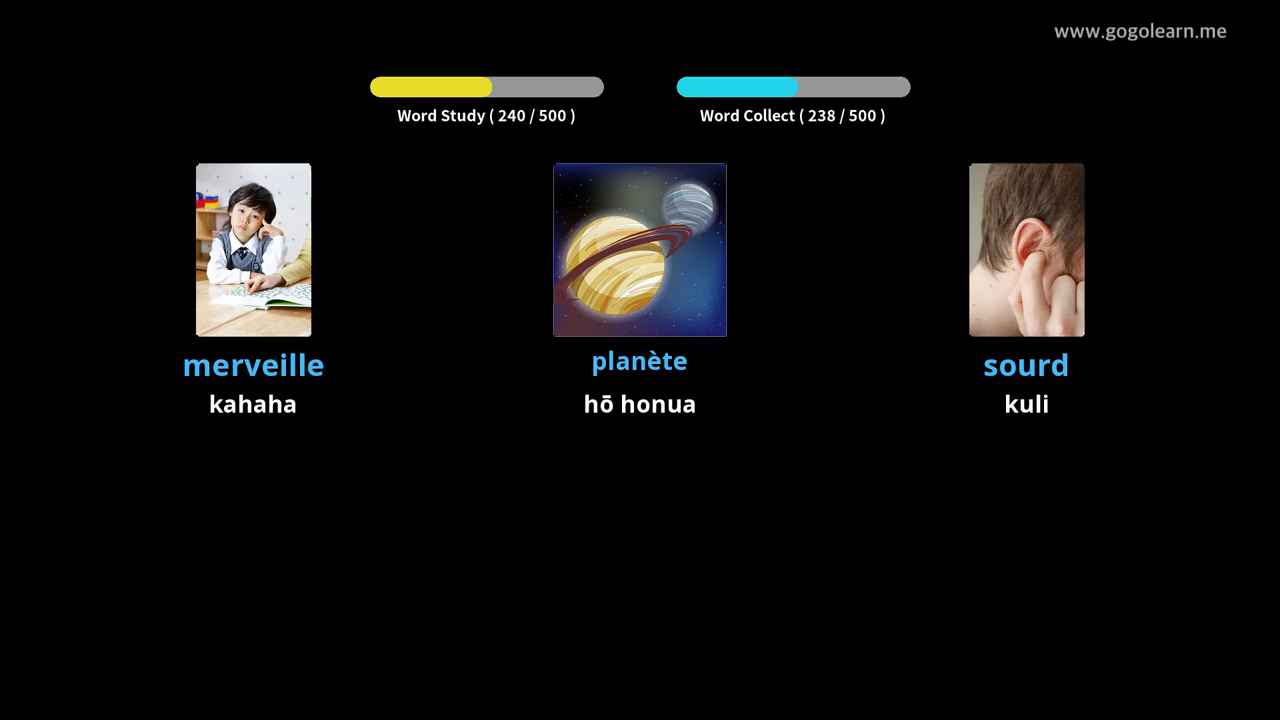 www.gogolearn.me
Word Study ( 240 / 500 )
Word Collect ( 238 / 500 )
merveille
planète
sourd
kahaha
hō honua
kuli